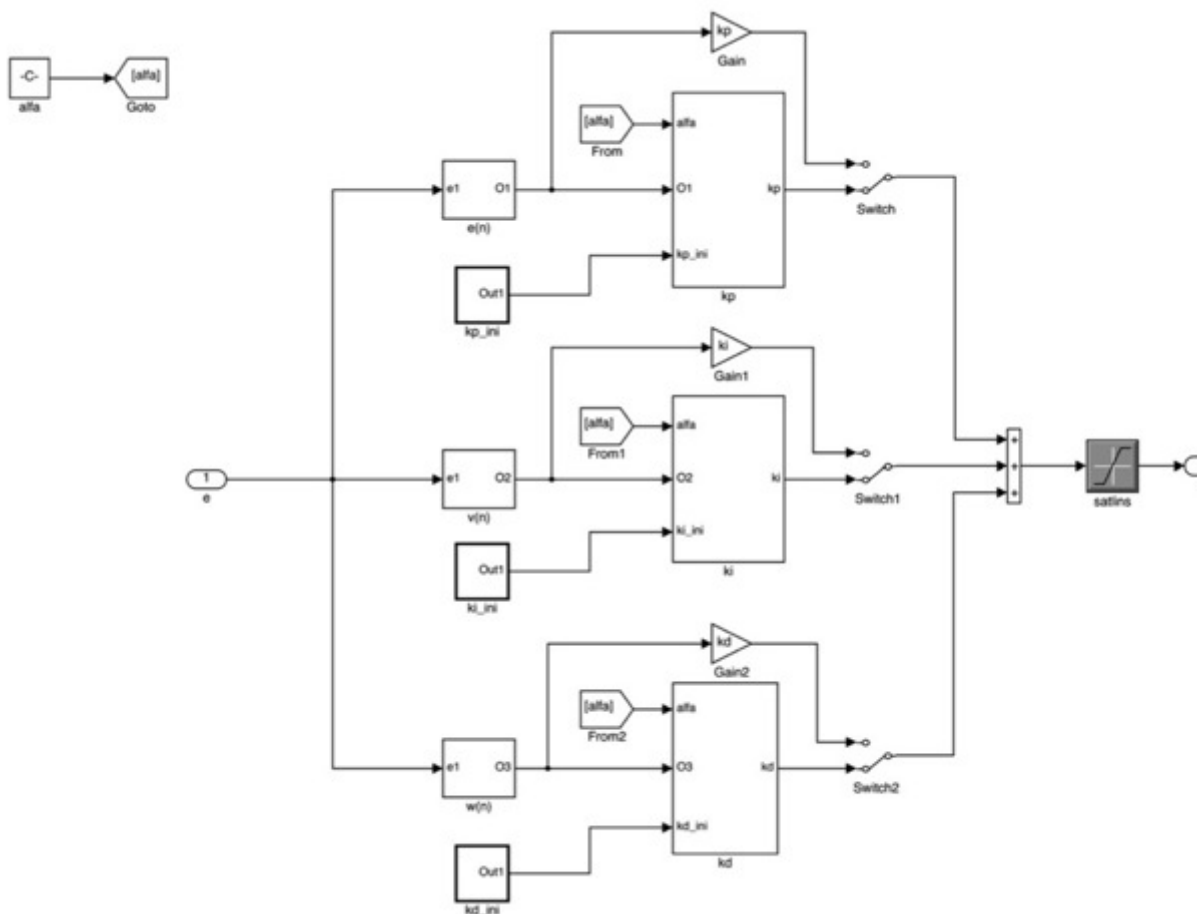 kp
Gain
-C-
alfa
[alfa]
Goto
[alfa]
From
alfa
O1
kp_ini
kp
kp
e1
O1
e(n)
Out1
kp_ini
Switch
ki
Gain1
[alfa]
From1
alfa
O2
ki_ini
ki
ki
e1
O2
v(n)
Out1
ki_ini
Switch1
1
e
+
+
+
satlins
kd
Gain2
[alfa]
From2
alfa
O3
kd_ini
kd
kd
e1
O3
w(n)
Out1
kd_ini
Switch2